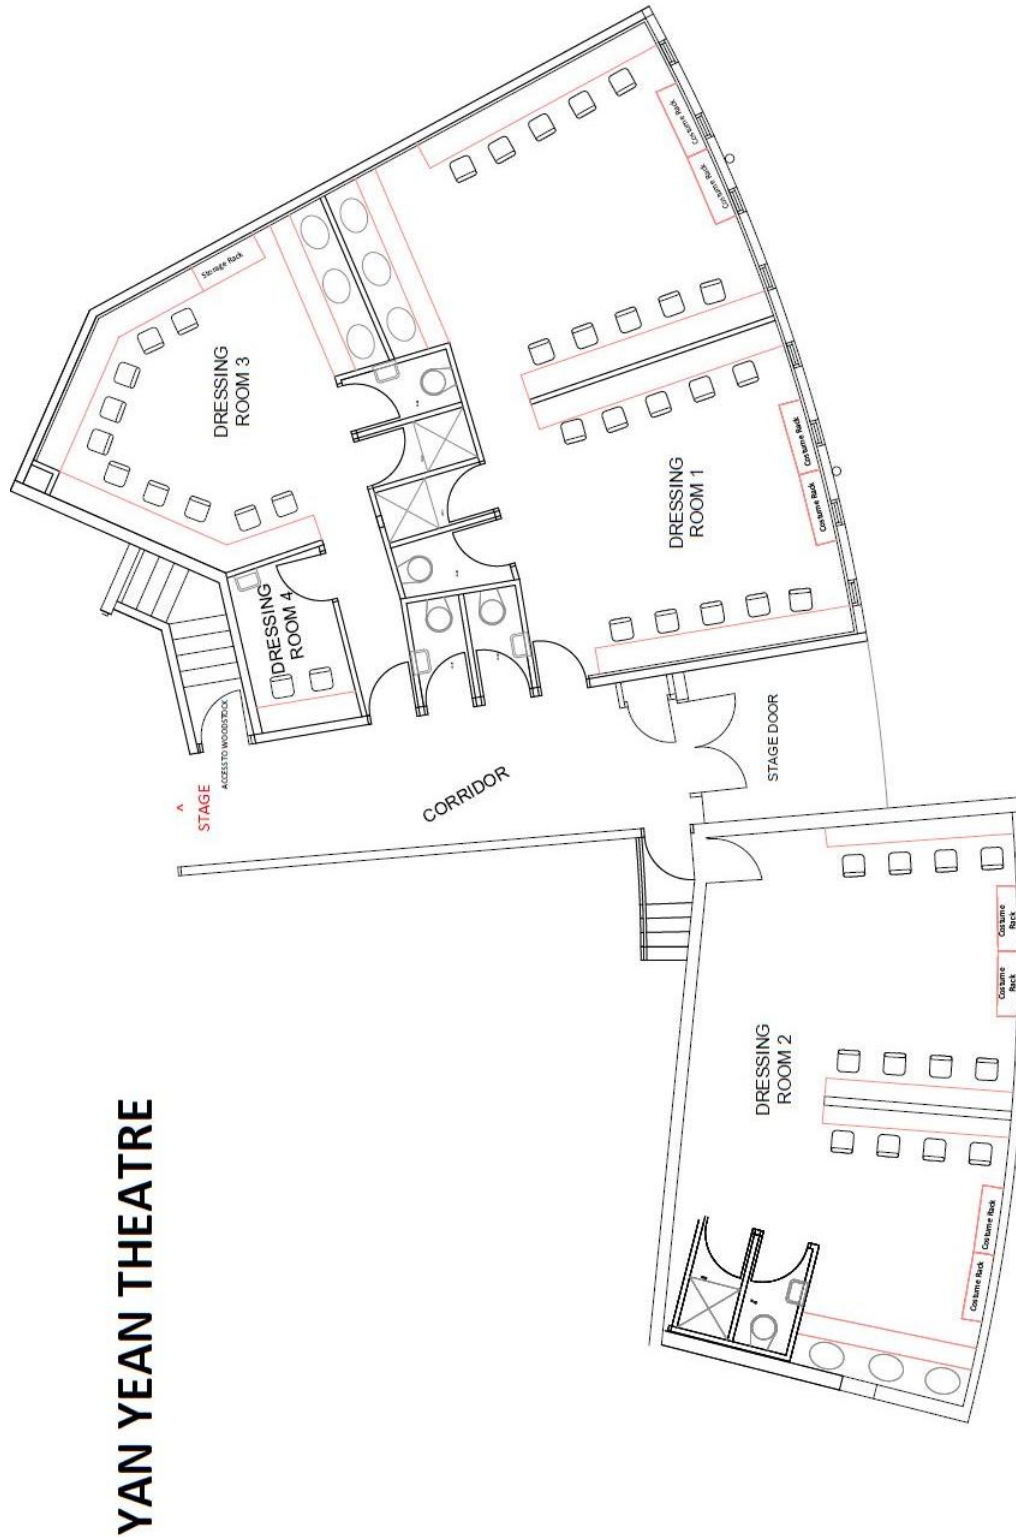 YAN YEAN THEATRE
^
STAGE
ACCESS TO WOODSTOCK
DRESSING
ROOM 4
DRESSING
ROOM 3
Storage Rack
CORRIDOR
DRESSING
ROOM 1
Costume Rack
Costume Rack
Costume Rack
Costume Rack
STAGE DOOR
DRESSING
ROOM 2
Costume
Rack
Costume
Rack
Costume Rack
Costume Rack